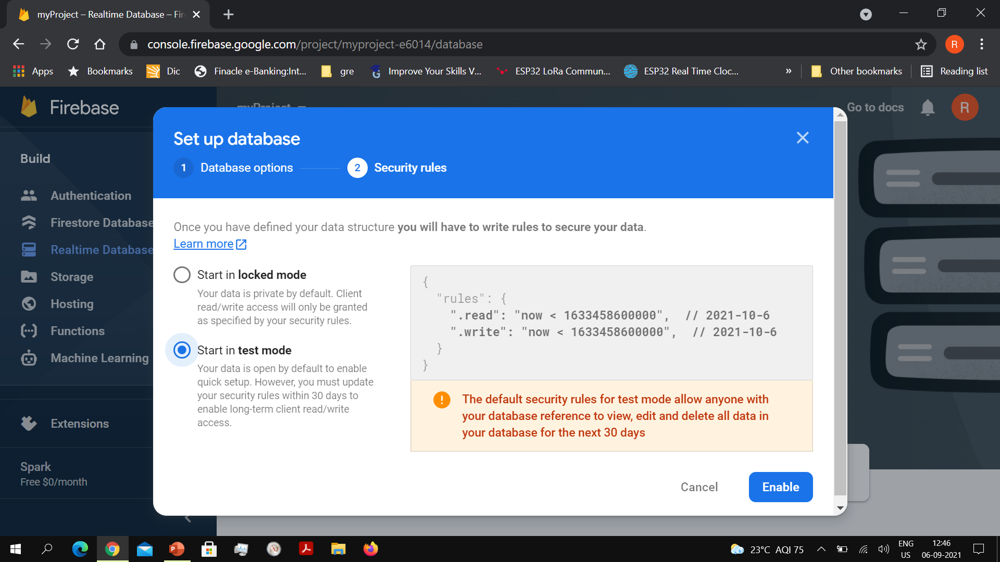 myProject – Realtime Database – Fir
console.firebase.google.com/project/myproject-e6014/database
R
Apps
Bookmarks
Dic
Finacle e-Banking:Int...
gre
Improve Your Skills V...
ESP32 LoRa Commun...
ESP32 Real Time Cloc...
»
Other bookmarks
Reading list
Firebase
myProject
Go to docs
R
Build
Authentication
Firestore Database
Realtime Database
Storage
Hosting
Functions
Machine Learning
Extensions
Spark
Free $0/month
Set up database
1 Database options
2 Security rules
Once you have defined your data structure you will have to write rules to secure your data.
Learn more
Start in locked mode
Your data is private by default. Client
read/write access will only be granted
as specified by your security rules.
Start in test mode
Your data is open by default to enable
quick setup. However, you must update
your security rules within 30 days to
enable long-term client read/write
access.
{
"rules": {
".read": "now < 1633458600000", // 2021-10-6
".write": "now < 1633458600000", // 2021-10-6
}
}
The default security rules for test mode allow anyone with
your database reference to view, edit and delete all data in
your database for the next 30 days
Cancel
Enable
23°C AQI 75
ENG
US
12:46
06-09-2021